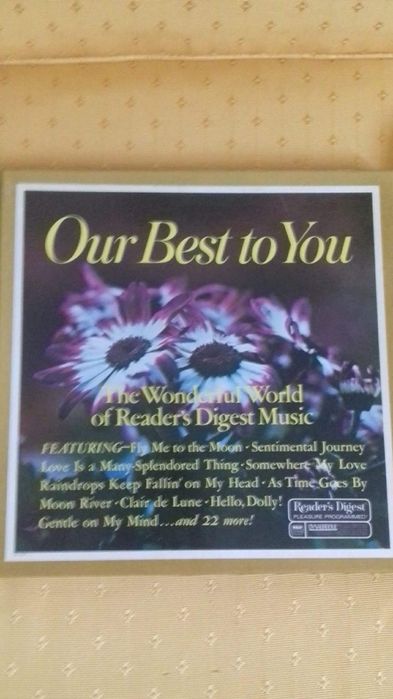 Our Best to You
The Wonderful World
of Reader's Digest Music
FEATURING—Fly Me to the Moon · Sentimental Journey
Love Is a Many-Splendored Thing · Somewhere My Love
Raindrops Keep Fallin' on My Head · As Time Goes By
Moon River · Clair de Lune · Hello, Dolly!
Gentle on My Mind...and 22 more!
Reader's Digest
PLEASURE PROGRAMMED